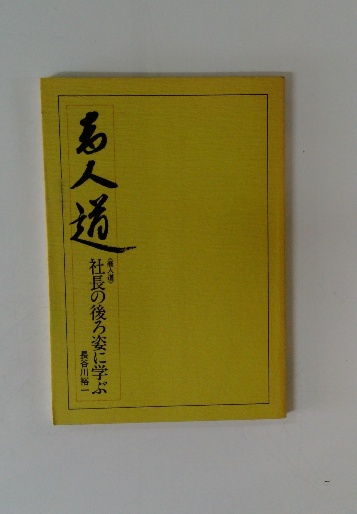 商人道
〈商人道〉
社長の後ろ姿に学ぶ
長谷川裕一